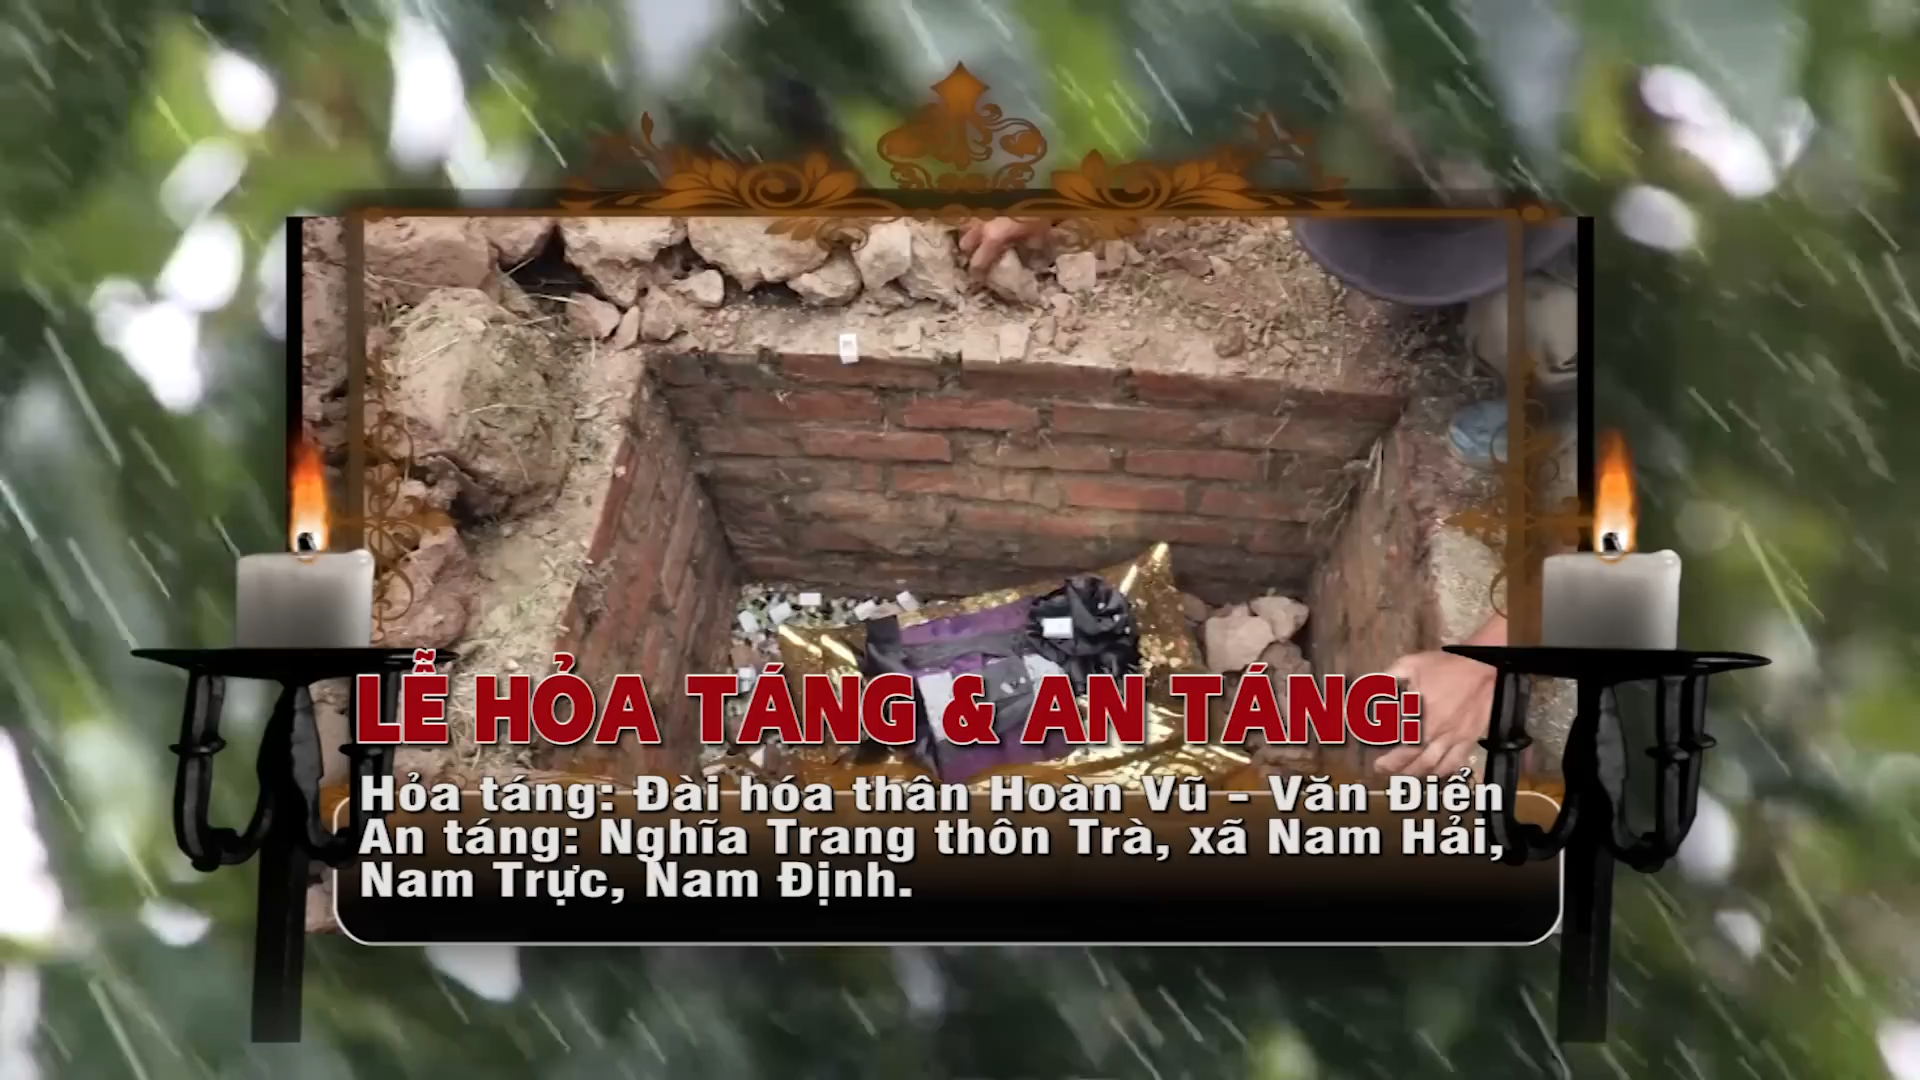 LỄ HỎA TÁNG & AN TÁNG:
Hỏa táng: Đài hóa thân Hoàn Vũ - Văn Điển
An táng: Nghĩa Trang thôn Trà, xã Nam Hải,
Nam Trực, Nam Định.